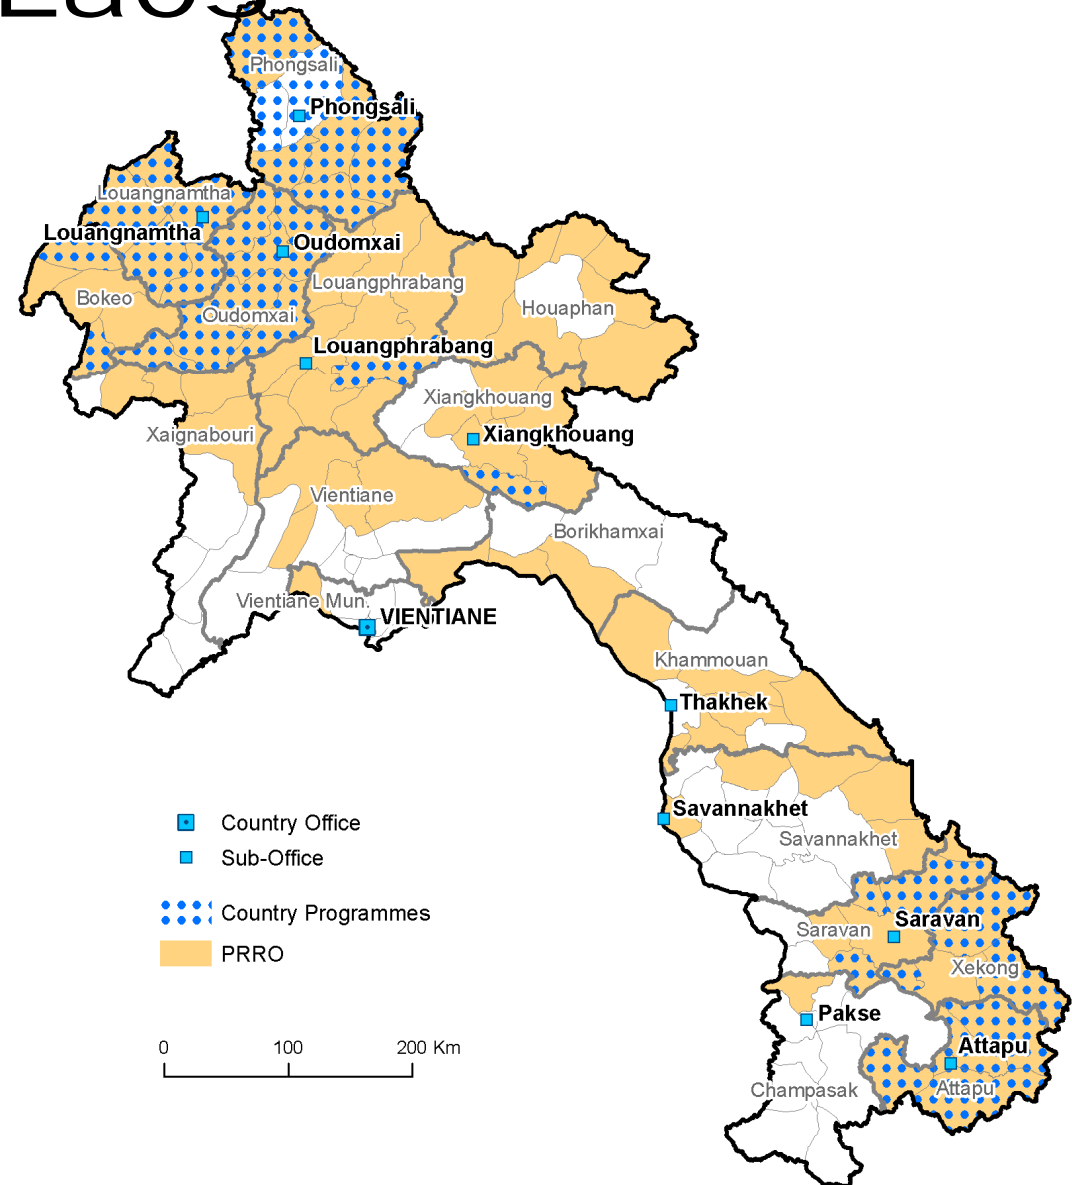 Laos
Phongsali
Phongsali
Louangnamtha
Louangnamtha
Oudomxai
Louangphrabang
Bokeo
Oudomxai
Houaphan
Louangphrabang
Xiangkhouang
Xaignabouri
Xiangkhouang
Vientiane
Borikhamxai
Vientiane Mun.
VIENTIANE
Khammouan
Thakhek
Savannakhet
Savannakhet
Saravan
Saravan
Xekong
Pakse
Attapu
Attapu
Champasak
Country Office
Sub-Office
Country Programmes
PRRO
0 100 200 Km